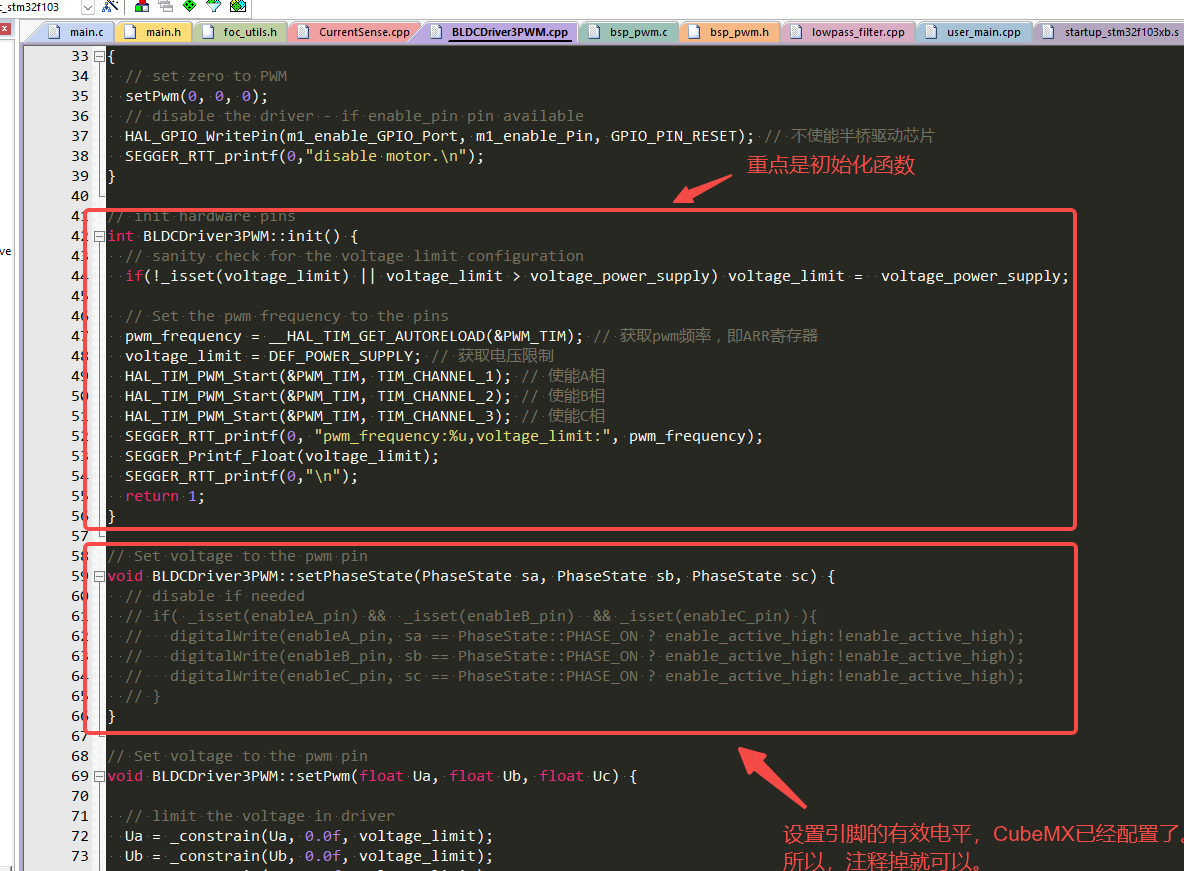 c_stm32f103
main.c main.h foc_utils.h CurrentSense.cpp BLDCDriver3PWM.cpp bsp_pwm.c bsp_pwm.h lowpass_filter.cpp user_main.cpp startup_stm32f103xb.s
33 {
34 // set zero to PWM
35 setPwm(0, 0, 0);
36 // disable the driver - if enable_pin pin available
37 HAL_GPIO_WritePin(m1_enable_GPIO_Port, m1_enable_Pin, GPIO_PIN_RESET); // 不使能半桥驱动芯片
38 SEGGER_RTT_printf(0,"disable motor.\n");
39 }
重点是初始化函数
40
41 // init hardware pins
42 int BLDCDriver3PWM::init() {
43 // sanity check for the voltage limit configuration
ve
44 if(!_isset(voltage_limit) || voltage_limit > voltage_power_supply) voltage_limit =  voltage_power_supply;
45
46 // Set the pwm frequency to the pins
47 pwm_frequency = __HAL_TIM_GET_AUTORELOAD(&PWM_TIM); // 获取pwm频率，即ARR寄存器
48 voltage_limit = DEF_POWER_SUPPLY; // 获取电压限制
49 HAL_TIM_PWM_Start(&PWM_TIM, TIM_CHANNEL_1); // 使能A相
50 HAL_TIM_PWM_Start(&PWM_TIM, TIM_CHANNEL_2); // 使能B相
51 HAL_TIM_PWM_Start(&PWM_TIM, TIM_CHANNEL_3); // 使能C相
52 SEGGER_RTT_printf(0, "pwm_frequency:%u,voltage_limit:", pwm_frequency);
53 SEGGER_Printf_Float(voltage_limit);
54 SEGGER_RTT_printf(0,"\n");
55 return 1;
56 }
57
58 // Set voltage to the pwm pin
59 void BLDCDriver3PWM::setPhaseState(PhaseState sa, PhaseState sb, PhaseState sc) {
60 // disable if needed
61 // if( _isset(enableA_pin) &&  _isset(enableB_pin)  && _isset(enableC_pin) ){
62 //   digitalWrite(enableA_pin, sa == PhaseState::PHASE_ON ? enable_active_high:!enable_active_high);
63 //   digitalWrite(enableB_pin, sb == PhaseState::PHASE_ON ? enable_active_high:!enable_active_high);
64 //   digitalWrite(enableC_pin, sc == PhaseState::PHASE_ON ? enable_active_high:!enable_active_high);
65 // }
66 }
67
68 // Set voltage to the pwm pin
69 void BLDCDriver3PWM::setPwm(float Ua, float Ub, float Uc) {
70
71 // limit the voltage in driver
72 Ua = _constrain(Ua, 0.0f, voltage_limit);
73 Ub = _constrain(Ub, 0.0f, voltage_limit);
设置引脚的有效电平，CubeMX已经配置了。
所以，注释掉就可以。